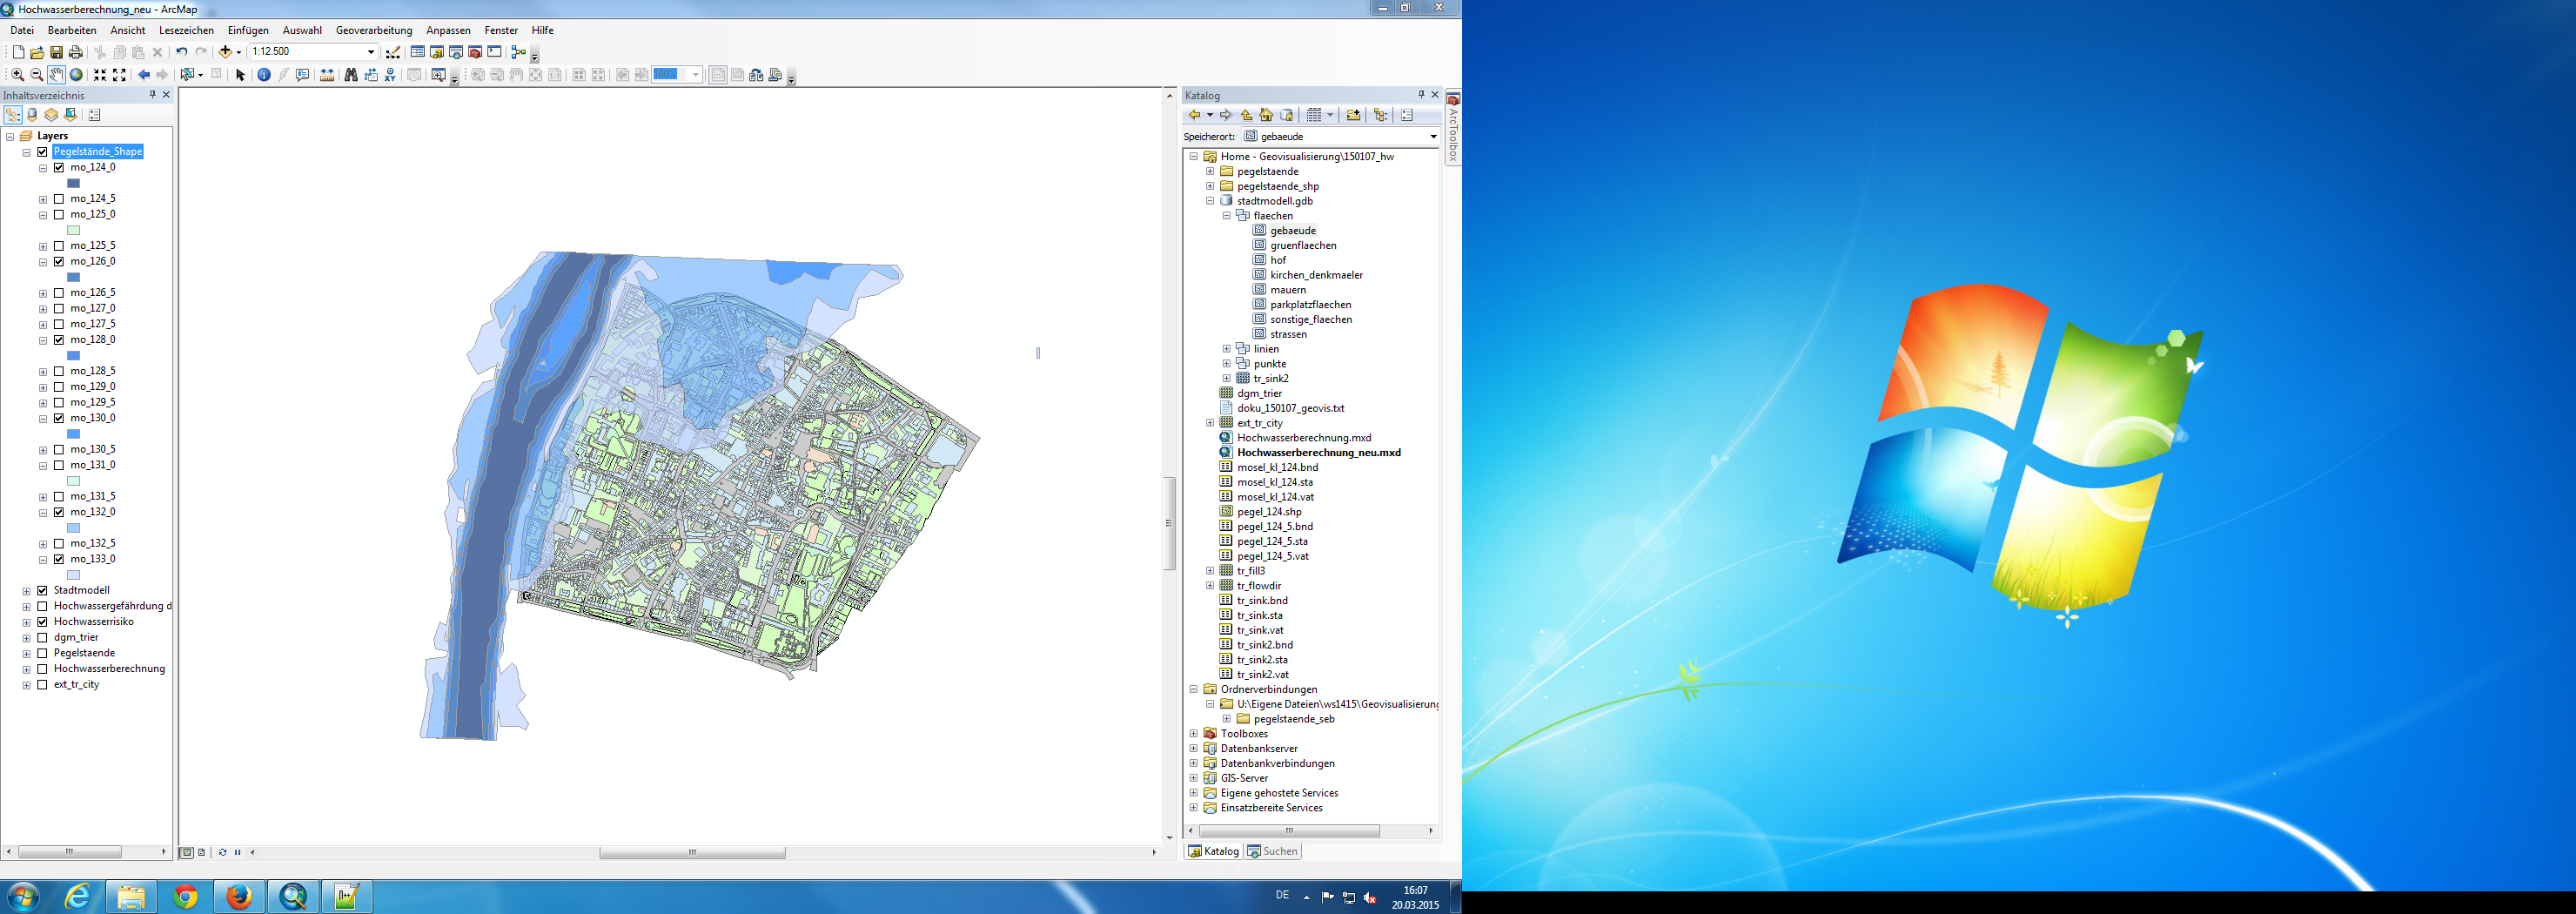 Hochwasserberechnung_neu - ArcMap
Datei Bearbeiten Ansicht Lesezeichen Einfügen Auswahl Geoverarbeitung Anpassen Fenster Hilfe
1:12.500
100%
Inhaltsverzeichnis
Layers
Pegelstände_Shape
mo_124_0
mo_124_5
mo_125_0
mo_125_5
mo_126_0
mo_126_5
mo_127_0
mo_127_5
mo_128_0
mo_128_5
mo_129_0
mo_129_5
mo_130_0
mo_130_5
mo_131_0
mo_131_5
mo_132_0
mo_132_5
mo_133_0
Stadtmodell
Hochwassergefährdung d
Hochwasserrisiko
dgm_trier
Pegelstaende
Hochwasserberechnung
ext_tr_city
Katalog
Speicherort: gebaeude
Home - Geovisualisierung\150107_hw
pegelstaende
pegelstaende_shp
stadtmodell.gdb
flaechen
gebaeude
gruenflaechen
hof
kirchen_denkmaeler
mauern
parkplatzflaechen
sonstige_flaechen
strassen
linien
punkte
tr_sink2
dgm_trier
doku_150107_geovis.txt
ext_tr_city
Hochwasserberechnung.mxd
Hochwasserberechnung_neu.mxd
mosel_kl_124.bnd
mosel_kl_124.sta
mosel_kl_124.vat
pegel_124.shp
pegel_124_5.bnd
pegel_124_5.sta
pegel_124_5.vat
tr_fill3
tr_flowdir
tr_sink.bnd
tr_sink.sta
tr_sink.vat
tr_sink2.bnd
tr_sink2.sta
tr_sink2.vat
Ordnerverbindungen
U:\Eigene Dateien\ws1415\Geovisualisierung
pegelstaende_seb
Toolboxes
Datenbankserver
Datenbankverbindungen
GIS-Server
Eigene gehostete Services
Einsatzbereite Services
Katalog Suchen
ArcToolbox
DE
16:07
20.03.2015